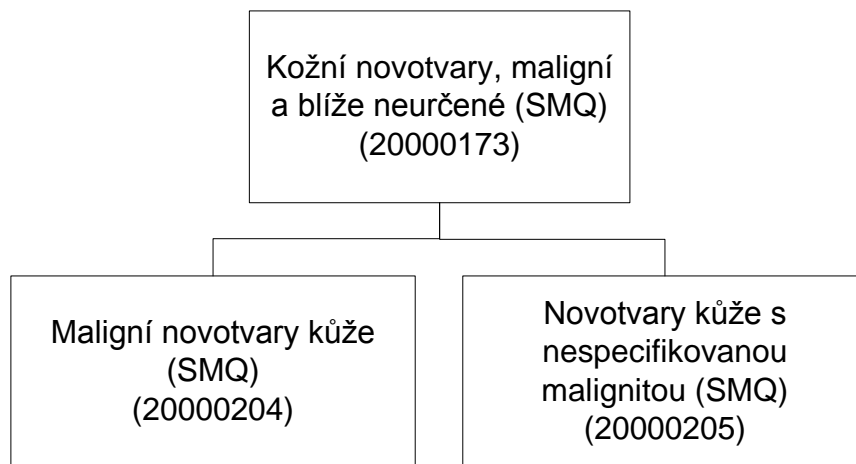 Kožní novotvary, maligní
a blíže neurčené (SMQ)
(20000173)
Maligní novotvary kůže
(SMQ)
(20000204)
Novotvary kůže s
nespecifikovanou
malignitou (SMQ)
(20000205)